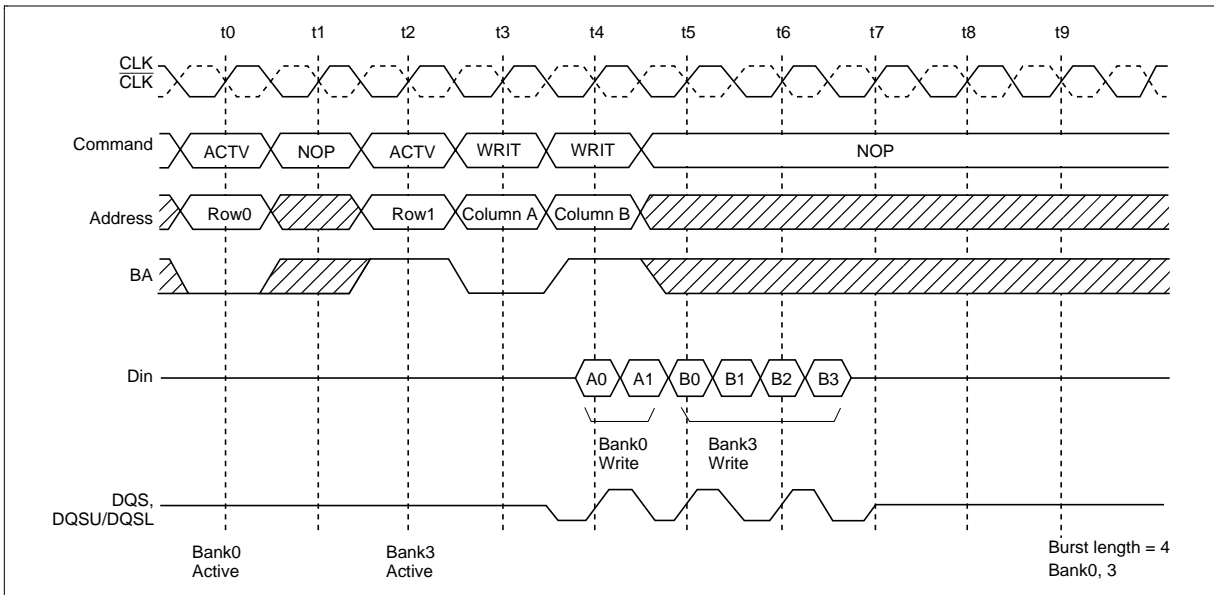 t0 t1 t2 t3 t4 t5 t6 t7 t8 t9
CLK
CLK
Command ACTV NOP ACTV WRIT WRIT NOP
Address Row0 Row1 Column A Column B
BA
Din A0 A1 B0 B1 B2 B3
Bank0 Bank3
Write Write
DQS,
DQSU/DQSL
Bank0 Bank3 Burst length = 4
Active Active Bank0, 3